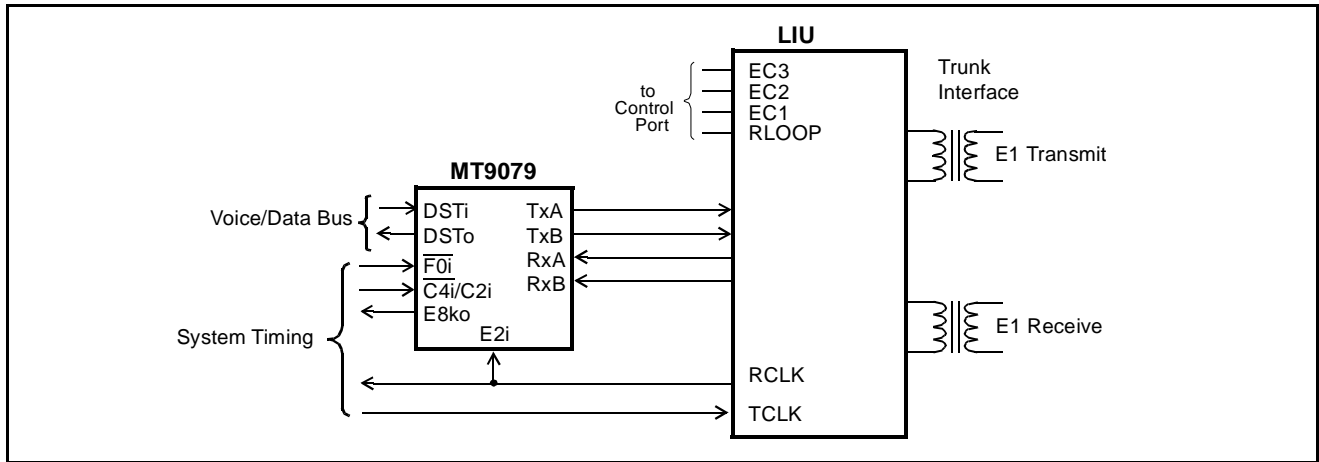 LIU
EC3
EC2
EC1
RLOOP
to
Control
Port
Trunk
Interface
E1 Transmit
MT9079
Voice/Data Bus
DSTi
DSTo
F0i
C4i/C2i
E8ko
TxA
TxB
RxA
RxB
E2i
System Timing
E1 Receive
RCLK
TCLK